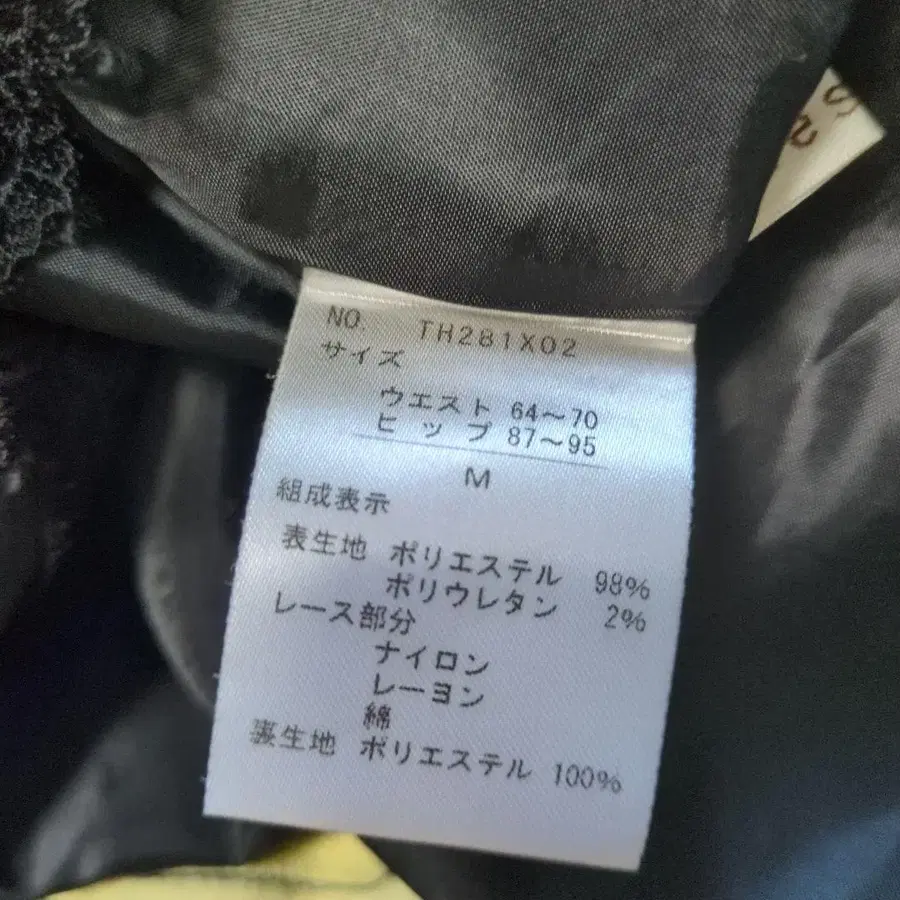 NO. TH281X02
サイズ
ウエスト 64～70
ヒップ 87～95
M
組成表示
表生地 ポリエステル 98%
ポリウレタン 2%
レース部分
ナイロン
レーヨン
綿
裏生地 ポリエステル 100%